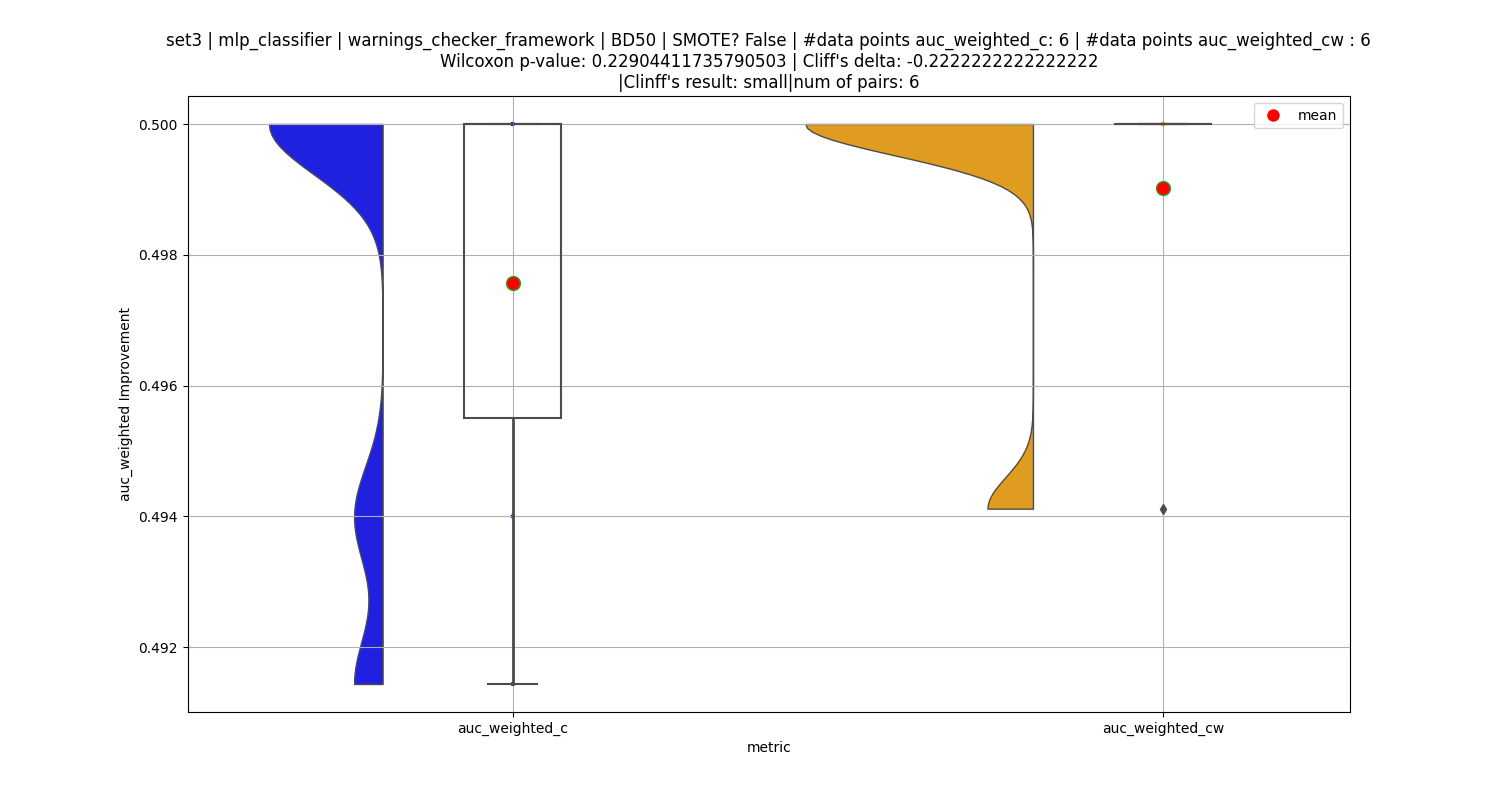 set3 | mlp_classifier | warnings_checker_framework | BD50 | SMOTE? False | #data points auc_weighted_c: 6 | #data points auc_weighted_cw : 6
Wilcoxon p-value: 0.22904411735790503 | Cliff's delta: -0.2222222222222222
|Clinff's result: small|num of pairs: 6
mean
0.500
0.498
0.496
0.494
0.492
auc_weighted Improvement
auc_weighted_c
auc_weighted_cw
metric